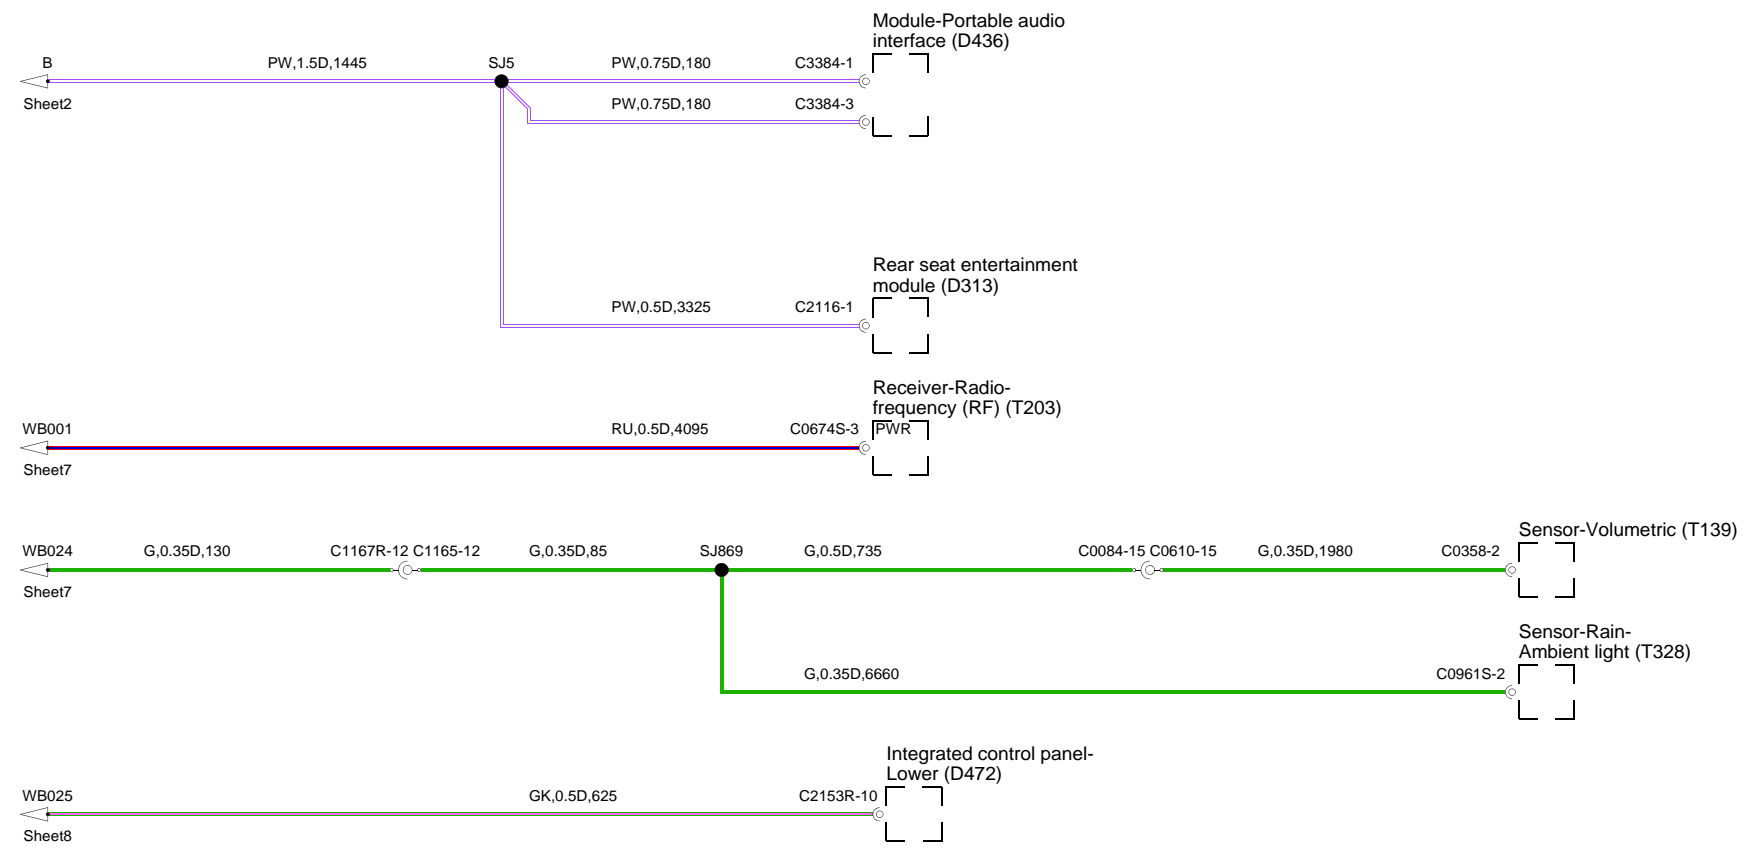 Module-Portable audio
interface (D436)
B
PW,1.5D,1445
SJ5
PW,0.75D,180
C3384-1
Sheet2
PW,0.75D,180
C3384-3
Rear seat entertainment
module (D313)
PW,0.5D,3325
C2116-1
Receiver-Radio-
frequency (RF) (T203)
WB001
RU,0.5D,4095
C0674S-3
PWR
Sheet7
Sensor-Volumetric (T139)
WB024
G,0.35D,130
C1167R-12 C1165-12
G,0.35D,85
SJ869
G,0.5D,735
C0084-15 C0610-15
G,0.35D,1980
C0358-2
Sheet7
Sensor-Rain-
Ambient light (T328)
G,0.35D,6660
C0961S-2
Integrated control panel-
Lower (D472)
WB025
GK,0.5D,625
C2153R-10
Sheet8